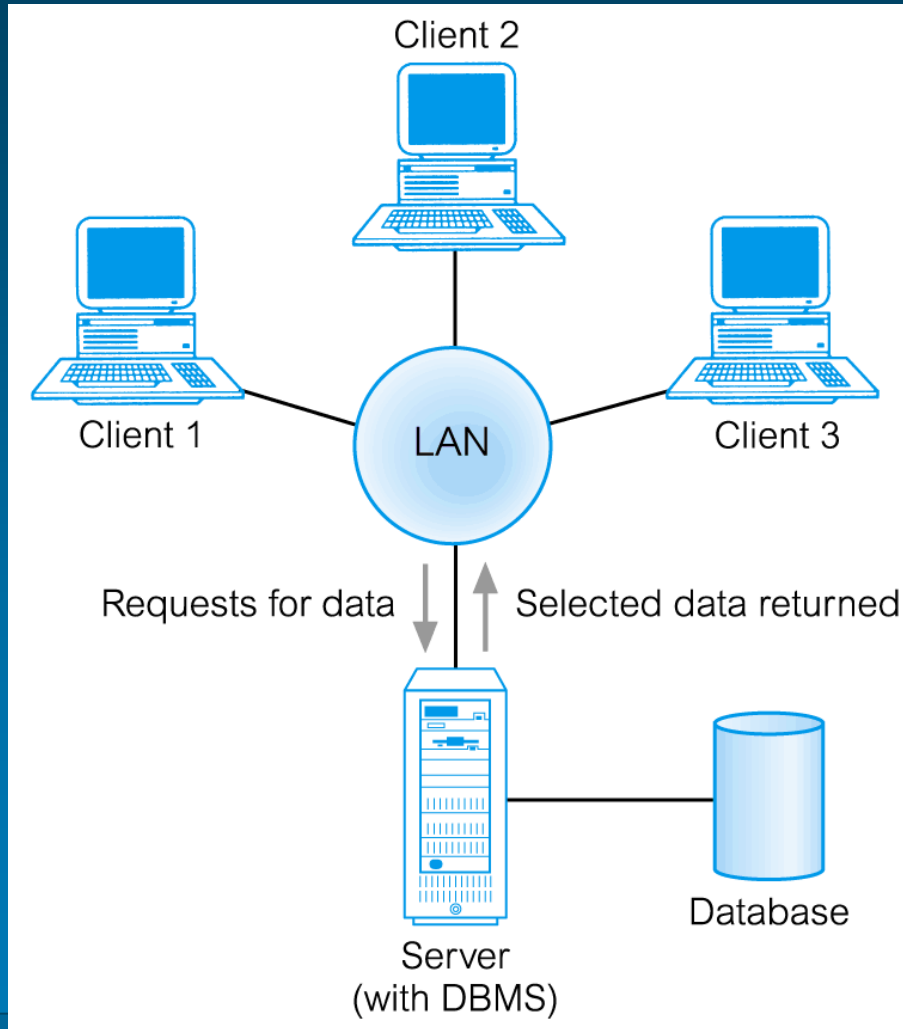 Client 2
Client 1
Client 3
LAN
Requests for data
Selected data returned
Database
Server
(with DBMS)